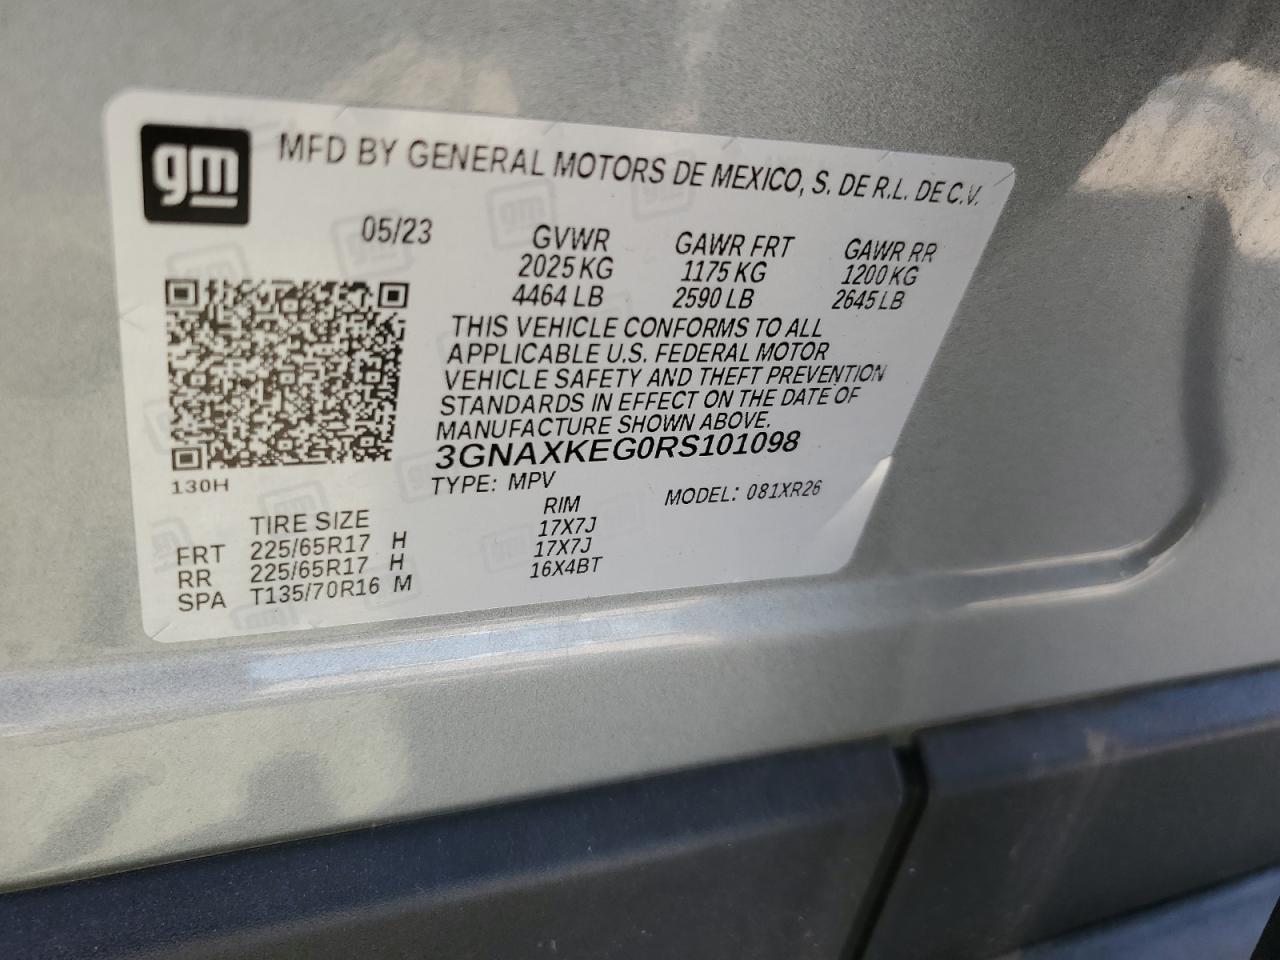 gm
MFD BY GENERAL MOTORS DE MEXICO, S. DE R.L. DE C.V.
05/23 GVWR GAWR FRT GAWR RR
2025 KG 1175 KG 1200 KG
4464 LB 2590 LB 2645 LB
THIS VEHICLE CONFORMS TO ALL
APPLICABLE U.S. FEDERAL MOTOR
VEHICLE SAFETY AND THEFT PREVENTION
STANDARDS IN EFFECT ON THE DATE OF
MANUFACTURE SHOWN ABOVE.
3GNAXKEG0RS101098
130H TYPE: MPV MODEL: 081XR26
TIRE SIZE RIM
FRT 225/65R17 H 17X7J
RR 225/65R17 H 17X7J
SPA T135/70R16 M 16X4BT